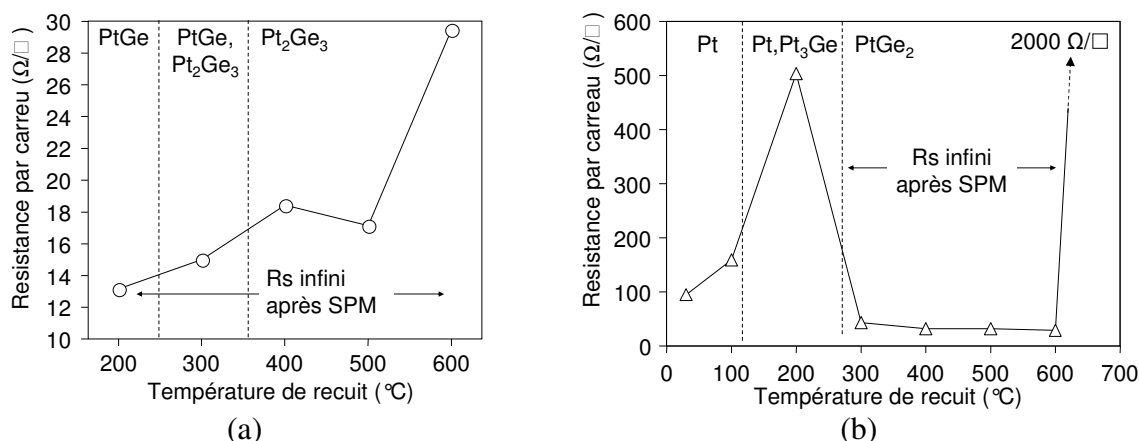 Resistance par carreu (Ω/□)
30
28
26
24
22
20
18
16
14
12
10
PtGe
PtGe,
Pt2Ge3
Pt2Ge3
Rs infini
après SPM
200 300 400 500 600
Température de recuit (°C)
(a)
Resistance par carreau (Ω/□)
600
500
400
300
200
100
0
Pt
Pt,Pt3Ge
PtGe2
2000 Ω/□
Rs infini
après SPM
0 100 200 300 400 500 600 700
Température de recuit (°C)
(b)